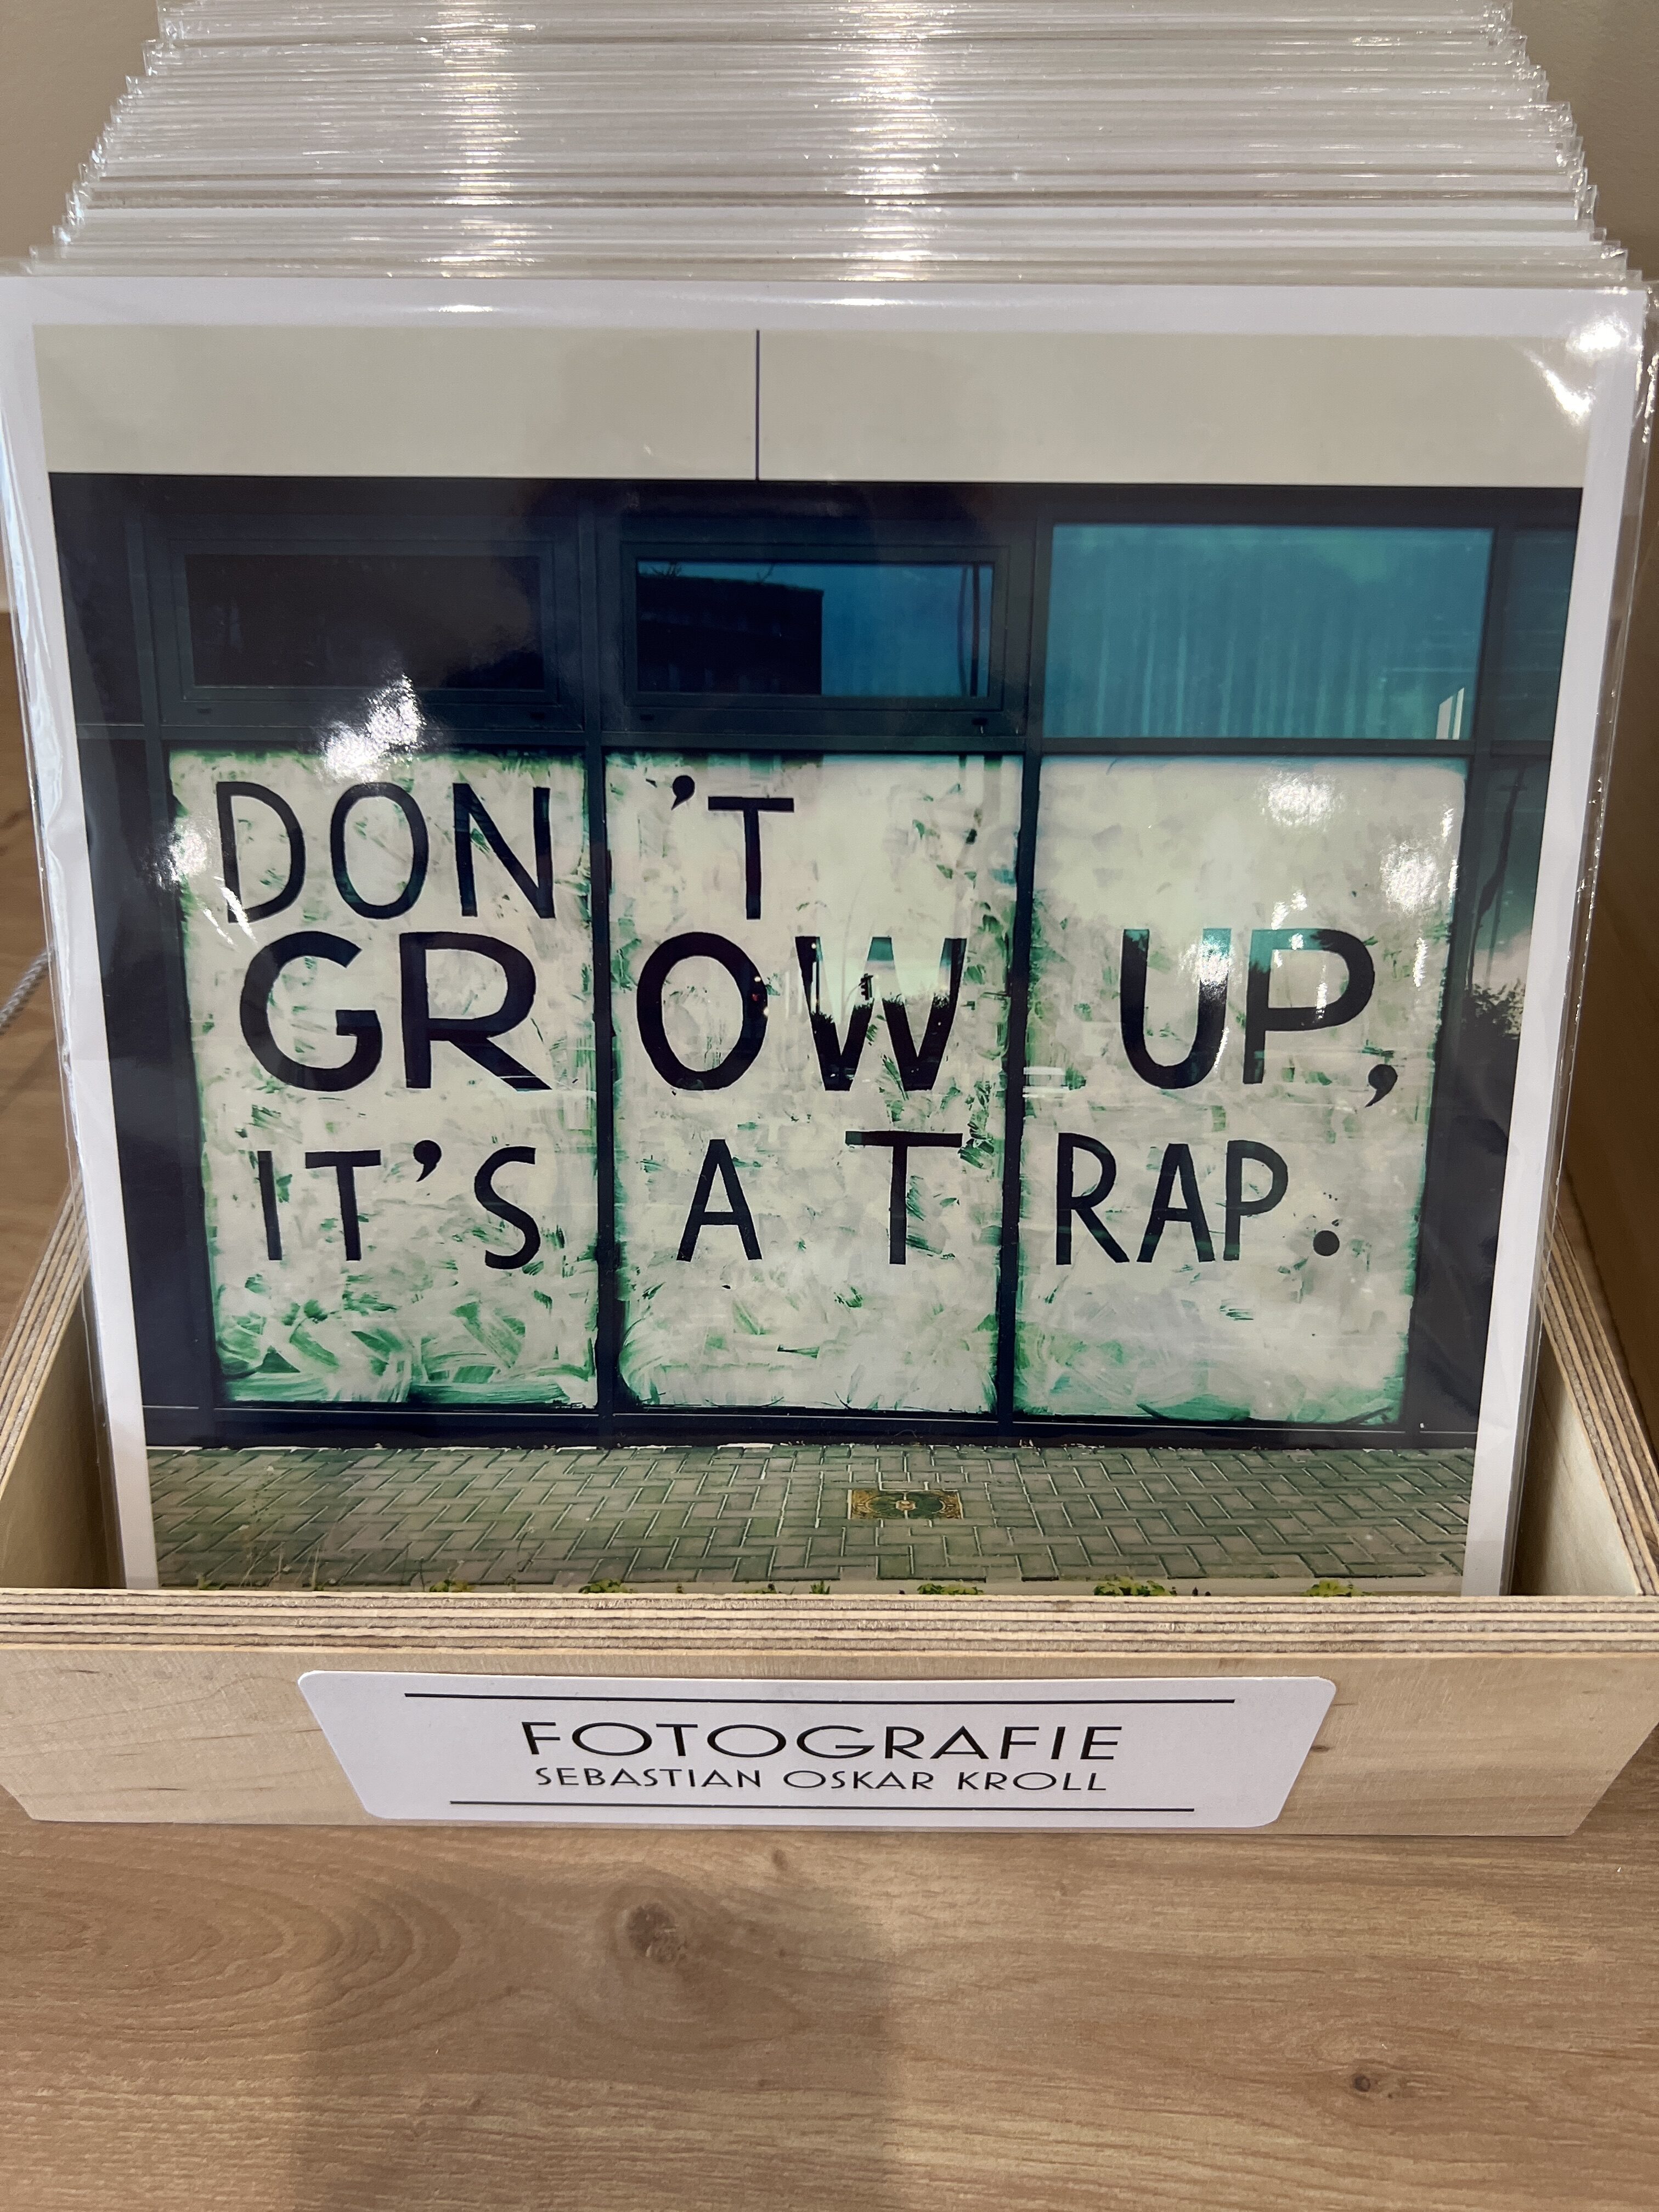 DON'T
GROW UP,
IT'S A TRAP.
FOTOGRAFIE
SEBASTIAN OSKAR KROLL